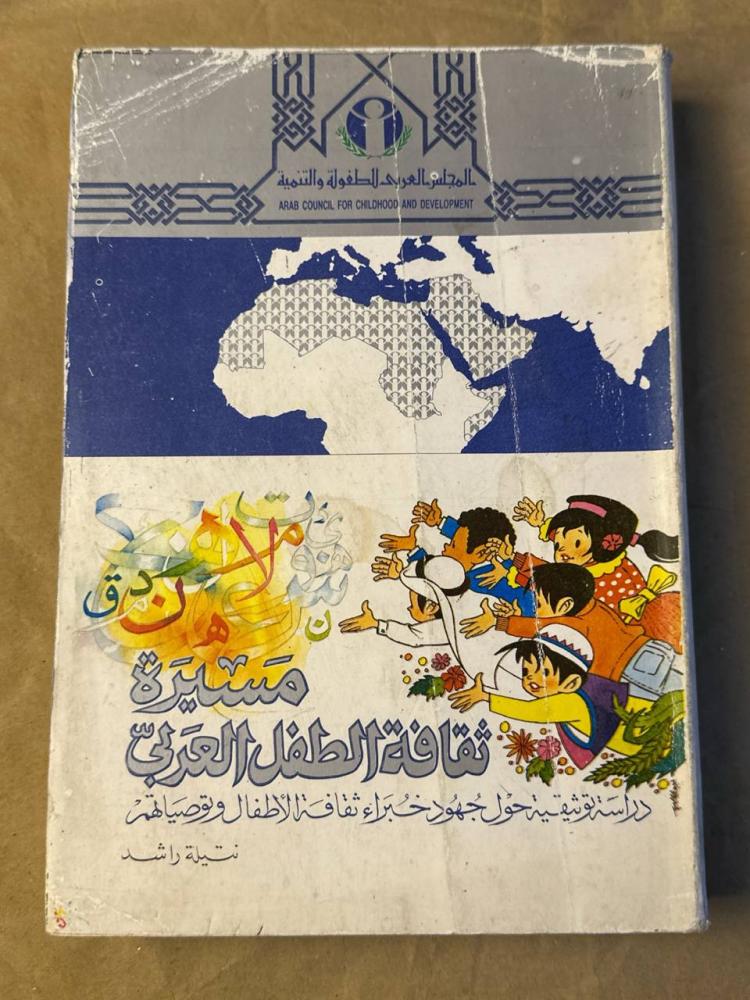 المجلس العربي للطفولة والتنمية
ARAB COUNCIL FOR CHILDHOOD AND DEVELOPMENT
مسيرة
ثقافة الطفل العربي
دراسة توثيقية حول جهود خبراء ثقافة الأطفال وتوصياتهم
نتيلة راشد